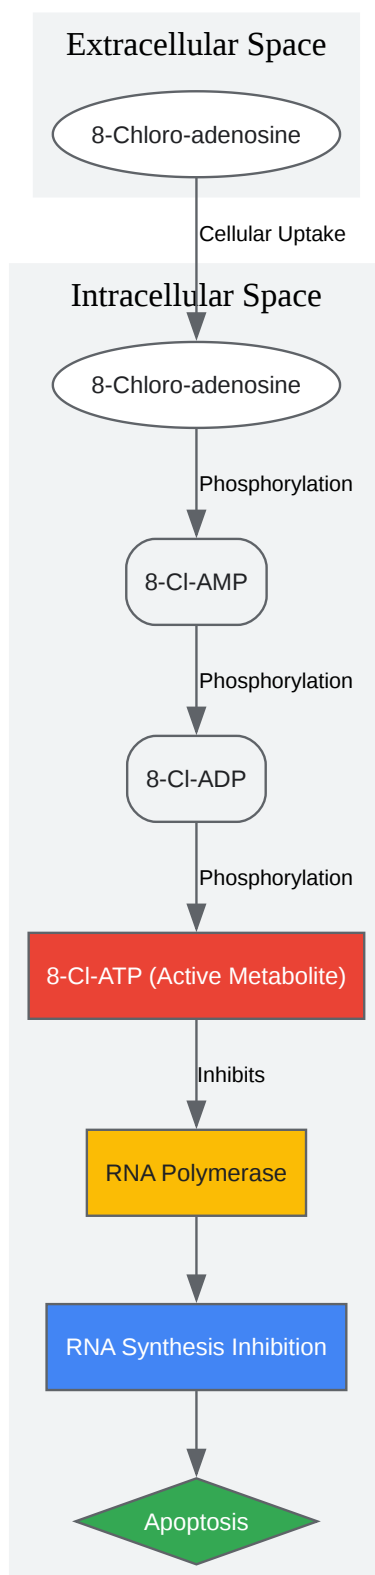 Extracellular Space
8-Chloro-adenosine
Cellular Uptake
Intracellular Space
8-Chloro-adenosine
Phosphorylation
8-Cl-AMP
Phosphorylation
8-Cl-ADP
Phosphorylation
8-Cl-ATP (Active Metabolite)
Inhibits
RNA Polymerase
RNA Synthesis Inhibition
Apoptosis